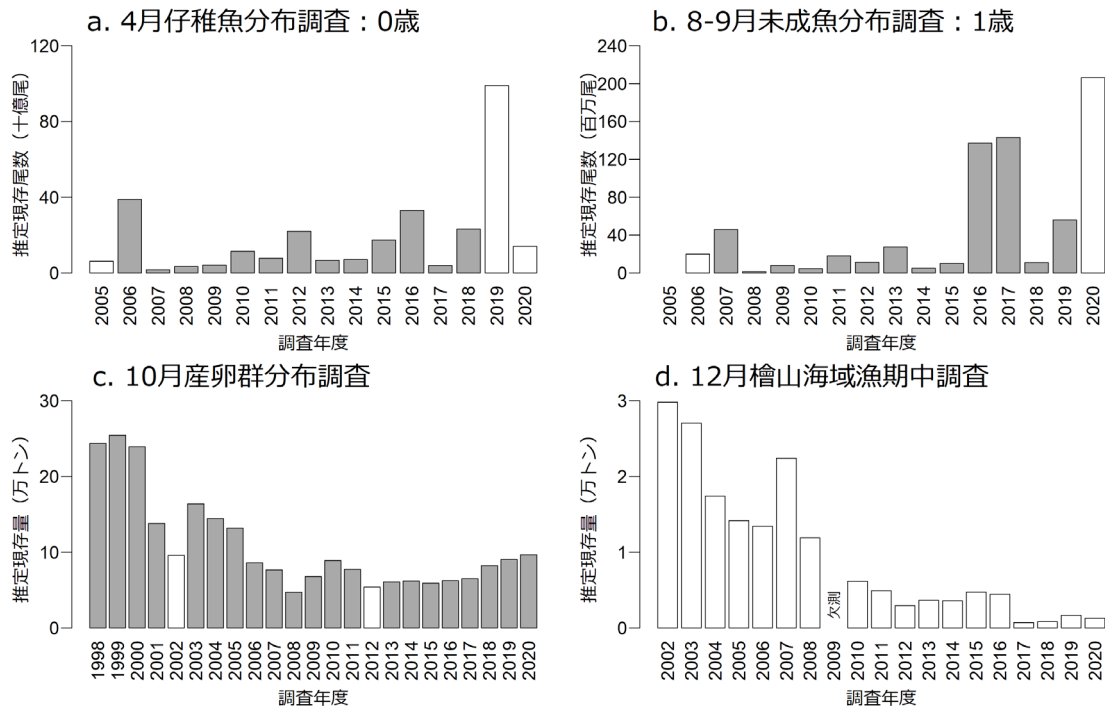 a. 4月仔稚魚分布調査：0歳
推定現存尾数（十億尾）
120
80
40
0
2005 2006 2007 2008 2009 2010 2011 2012 2013 2014 2015 2016 2017 2018 2019 2020
調査年度
b. 8-9月未成魚分布調査：1歳
推定現存尾数（百万尾）
240
200
160
120
80
40
0
2005 2006 2007 2008 2009 2010 2011 2012 2013 2014 2015 2016 2017 2018 2019 2020
調査年度
c. 10月産卵群分布調査
推定現存量（万トン）
30
20
10
0
1998 1999 2000 2001 2002 2003 2004 2005 2006 2007 2008 2009 2010 2011 2012 2013 2014 2015 2016 2017 2018 2019 2020
調査年度
d. 12月檜山海域漁期中調査
推定現存量（万トン）
3
2
1
0
欠測
2002 2003 2004 2005 2006 2007 2008 2009 2010 2011 2012 2013 2014 2015 2016 2017 2018 2019 2020
調査年度